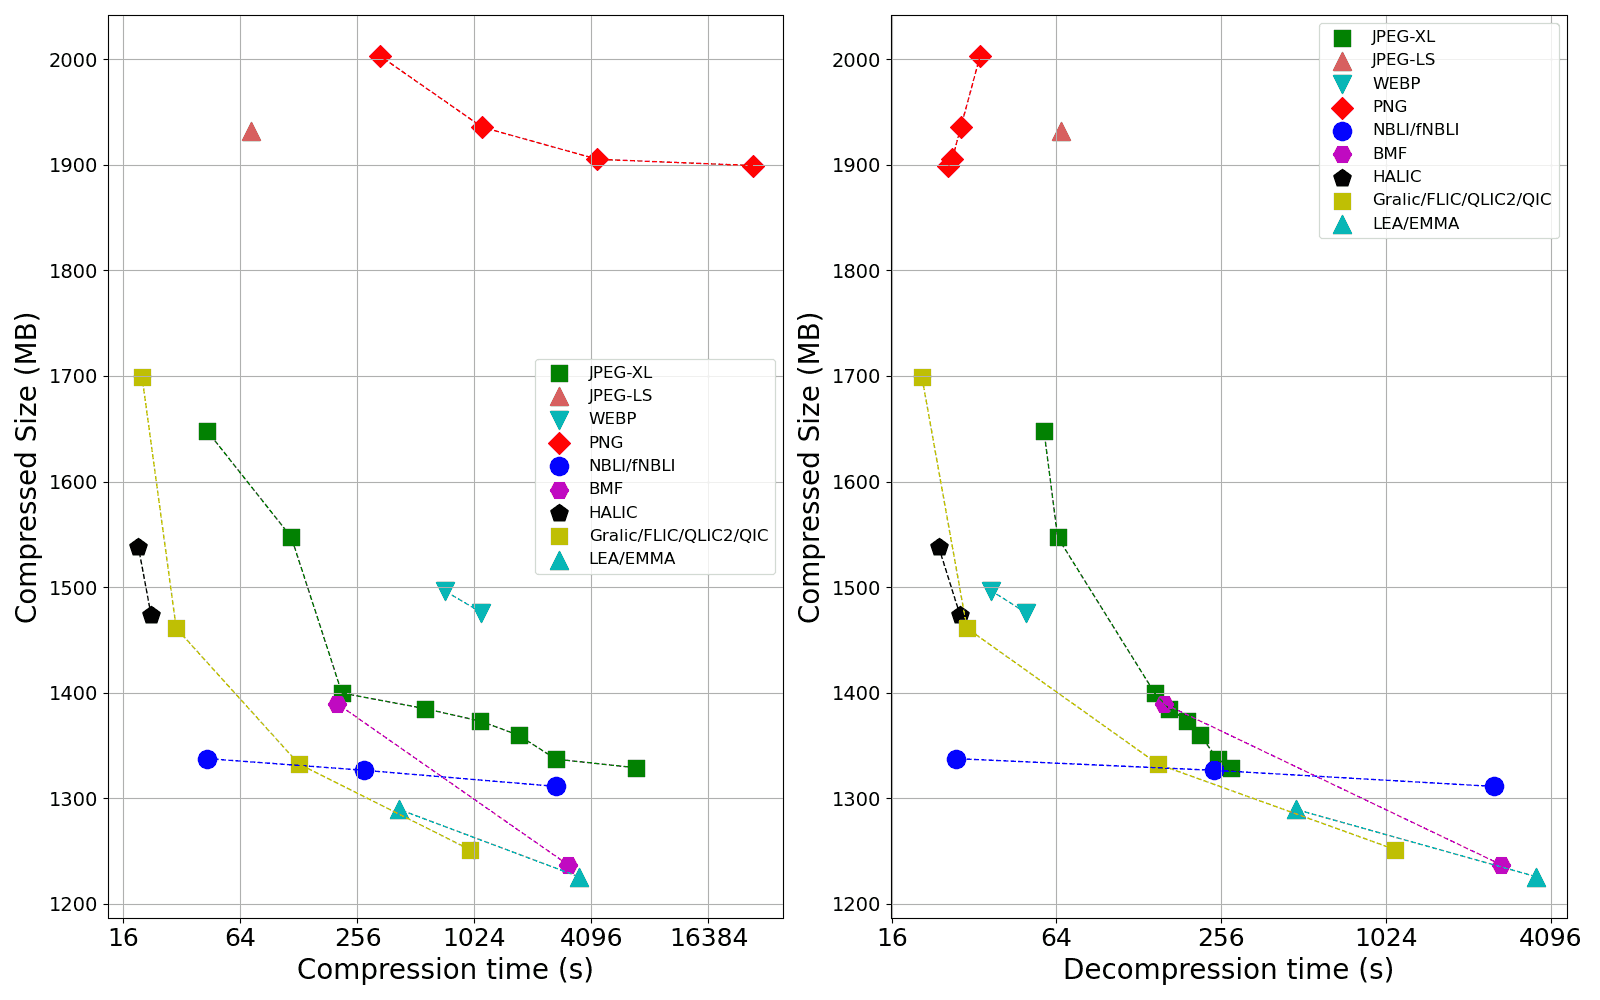 2000
1900
1800
1700
1600
1500
1400
1300
1200
Compressed Size (MB)
16
64
256
1024
4096
16384
Compression time (s)
JPEG-XL
JPEG-LS
WEBP
PNG
NBLI/fNBLI
BMF
HALIC
Gralic/FLIC/QLIC2/QIC
LEA/EMMA
2000
1900
1800
1700
1600
1500
1400
1300
1200
Compressed Size (MB)
16
64
256
1024
4096
Decompression time (s)
JPEG-XL
JPEG-LS
WEBP
PNG
NBLI/fNBLI
BMF
HALIC
Gralic/FLIC/QLIC2/QIC
LEA/EMMA